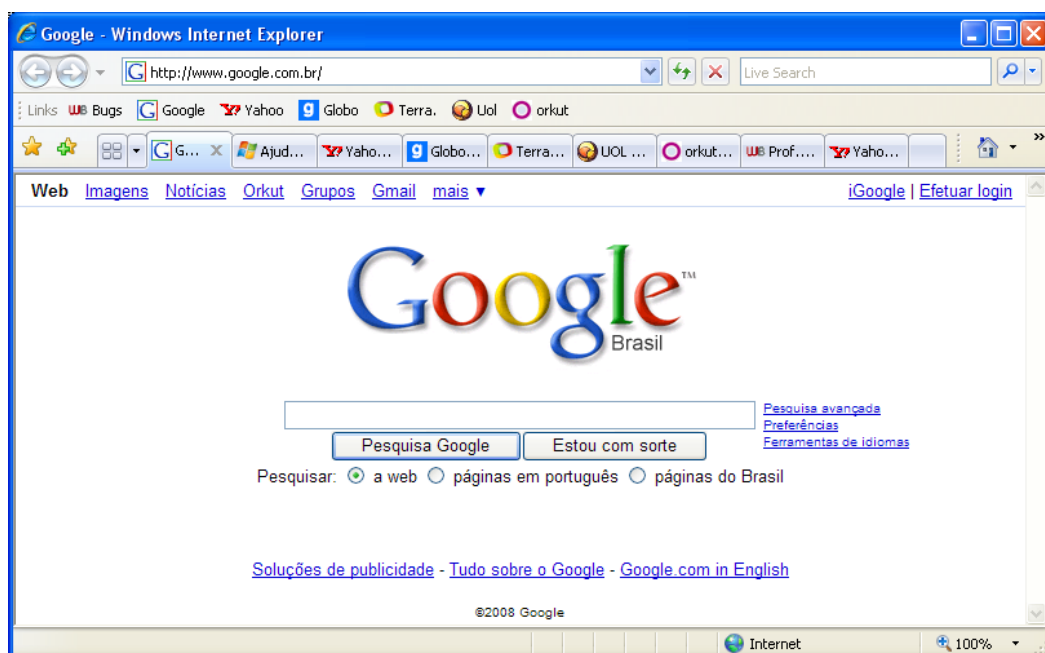 Google - Windows Internet Explorer
http://www.google.com.br/ Live Search
Links WB Bugs Google Yahoo Globo Terra. Uol orkut
G... Ajud... Yaho... Globo... Terra... UOL ... orkut... Prof.... Yaho... »
Web Imagens Notícias Orkut Grupos Gmail mais ▼ iGoogle | Efetuar login
Google™
Brasil
Pesquisa avançada
Preferências
Ferramentas de idiomas
Pesquisa Google Estou com sorte
Pesquisar: a web páginas em português páginas do Brasil
Soluções de publicidade - Tudo sobre o Google - Google.com in English
©2008 Google
Internet 100%